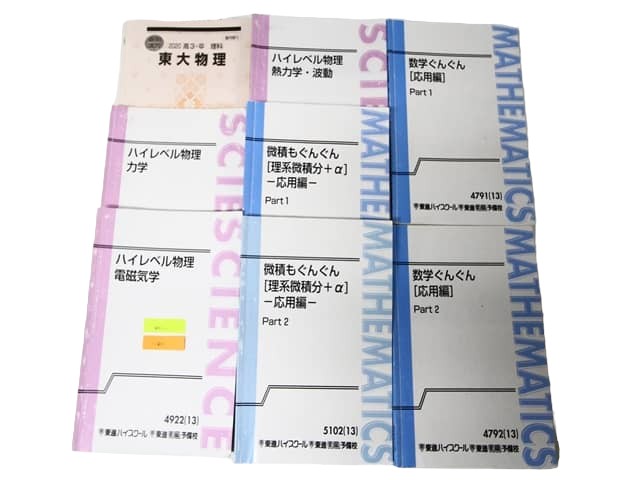 2020 高3・卒 理科
東大物理
ハイレベル物理
熱力学・波動
SCIE
数学ぐんぐん
[応用編]
Part 1
4791(13)
東進ハイスクール 東進衛星予備校
MATHEMATICS
ハイレベル物理
力学
SCIE
微積もぐんぐん
[理系微積分+α]
－応用編－
Part 1
MATHE
ハイレベル物理
電磁気学
4922(13)
東進ハイスクール 東進衛星予備校
SCIENCE
微積もぐんぐん
[理系微積分+α]
－応用編－
Part 2
5102(13)
東進ハイスクール 東進衛星予備校
MATHEMATICS
数学ぐんぐん
[応用編]
Part 2
4792(13)
東進ハイスクール 東進衛星予備校
MATHEMATICS